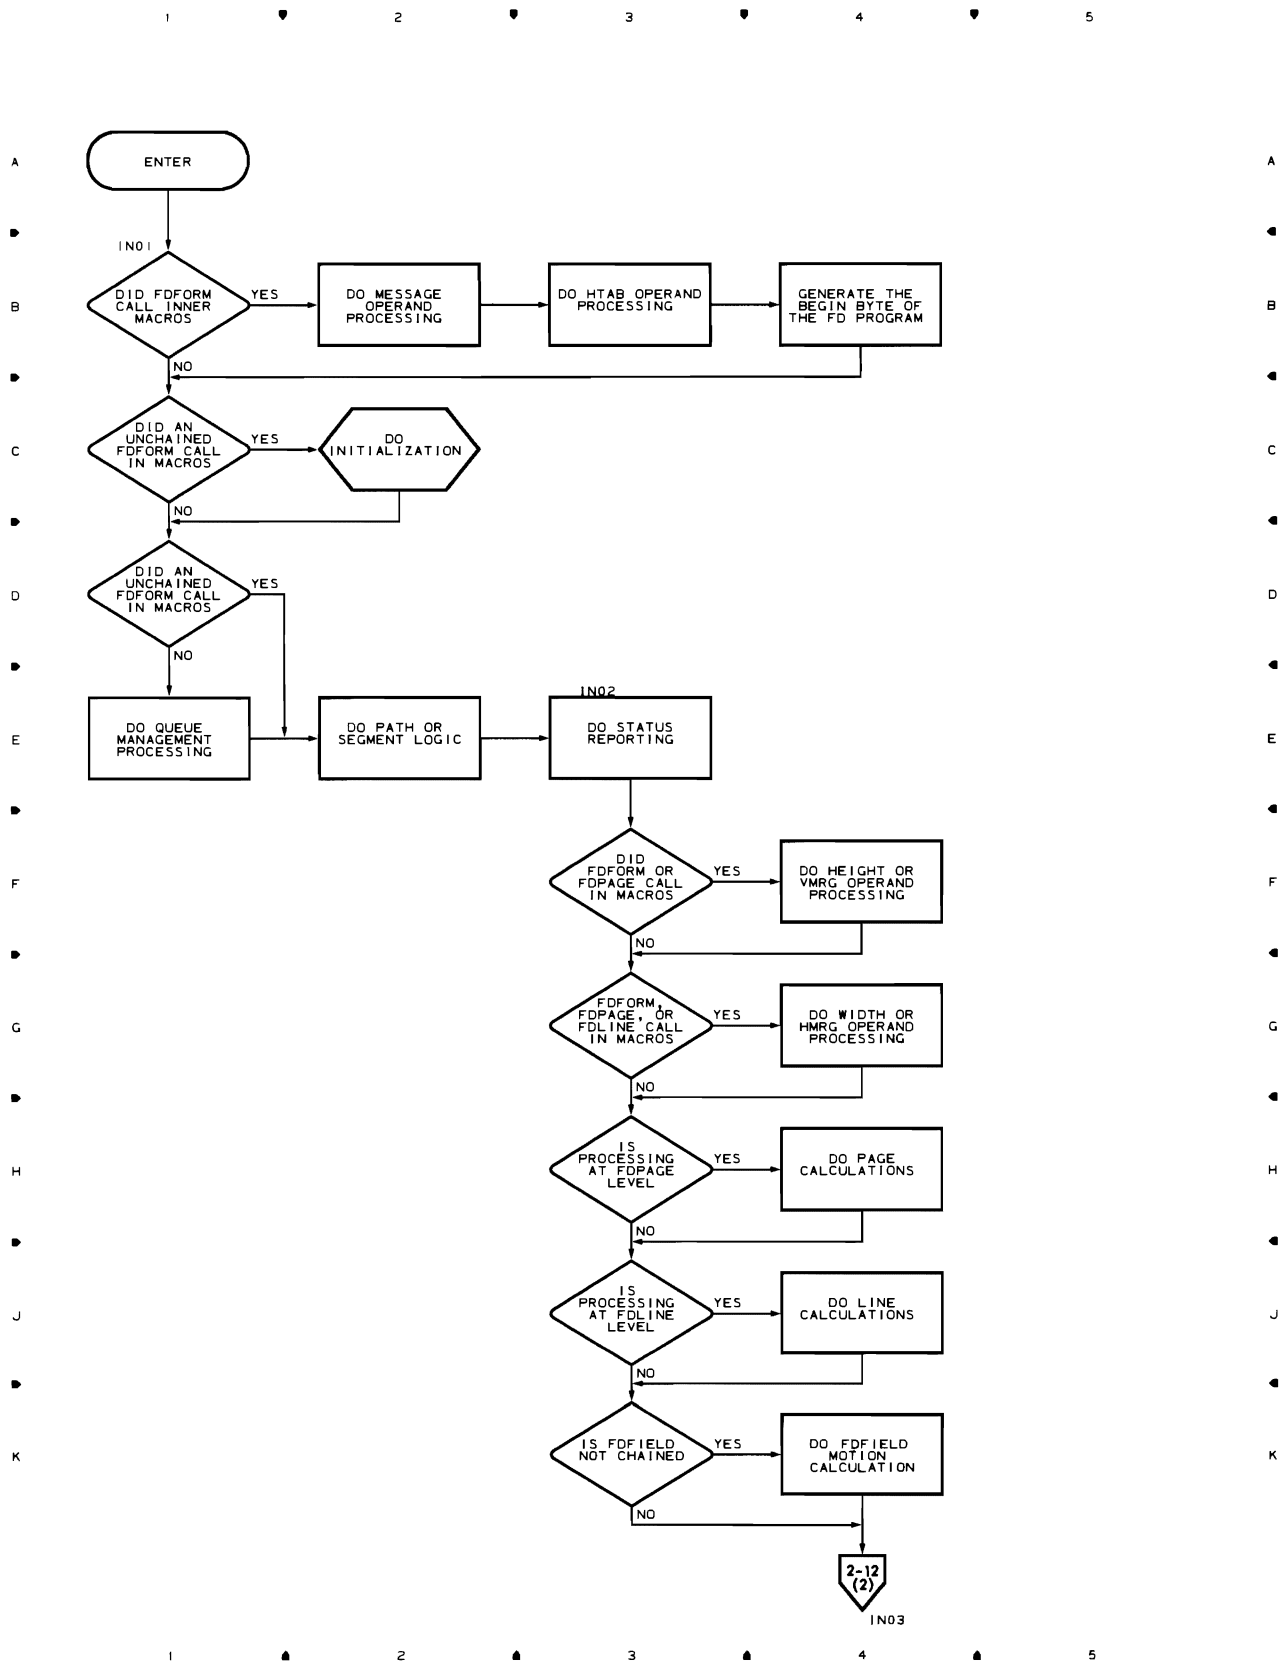 1 2 3 4 5
A ENTER A
IN01
B DID FDFORM
CALL INNER
MACROS
YES
DO MESSAGE
OPERAND
PROCESSING
DO HTAB OPERAND
PROCESSING
GENERATE THE
BEGIN BYTE OF
THE FD PROGRAM
B
NO
C DID AN
UNCHAINED
FDFORM CALL
IN MACROS
YES
DO
INITIALIZATION
C
NO
D DID AN
UNCHAINED
FDFORM CALL
IN MACROS
YES
D
NO
E DO QUEUE
MANAGEMENT
PROCESSING
DO PATH OR
SEGMENT LOGIC
IN02
DO STATUS
REPORTING
E
F DID
FDFORM OR
FDPAGE CALL
IN MACROS
YES
DO HEIGHT OR
VMRG OPERAND
PROCESSING
F
NO
G FDFORM,
FDPAGE, OR
FDLINE CALL
IN MACROS
YES
DO WIDTH OR
HMRG OPERAND
PROCESSING
G
NO
H IS
PROCESSING
AT FDPAGE
LEVEL
YES
DO PAGE
CALCULATIONS
H
NO
J IS
PROCESSING
AT FDLINE
LEVEL
YES
DO LINE
CALCULATIONS
J
NO
K IS FDFIELD
NOT CHAINED
YES
DO FDFIELD
MOTION
CALCULATION
K
NO
2-12
(2)
IN03
1 2 3 4 5